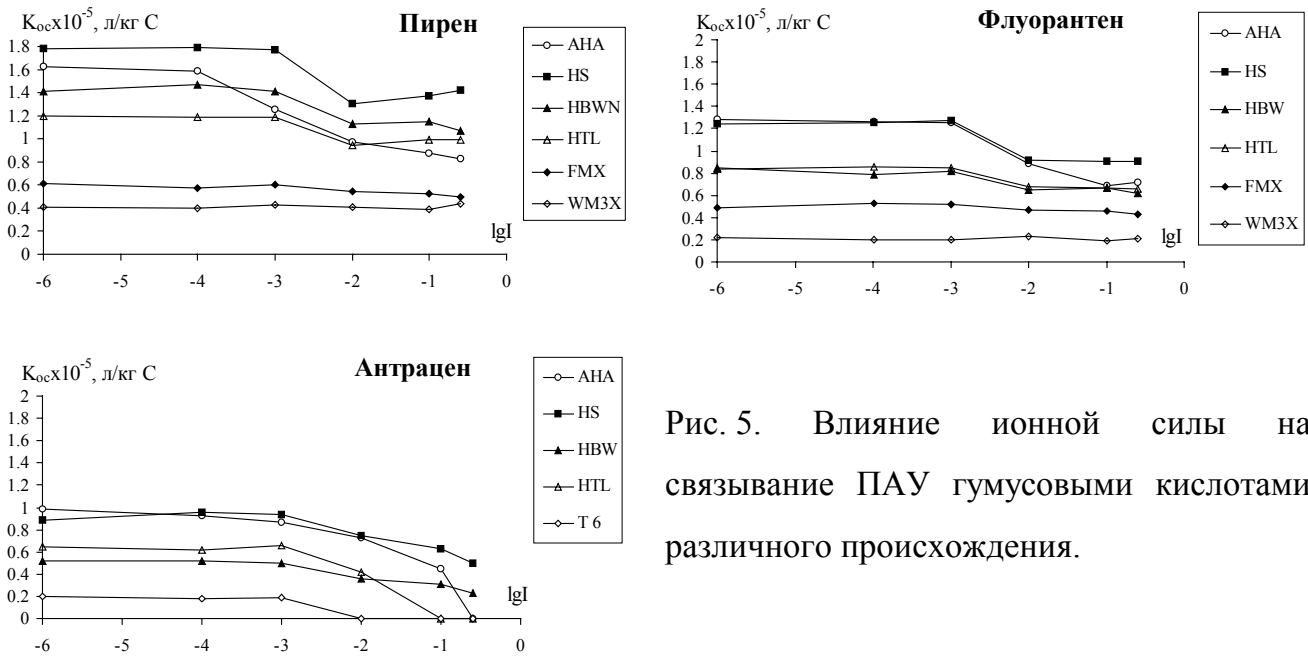 Kocx10-5, л/кг С
Пирен
1.8
1.6
1.4
1.2
1
0.8
0.6
0.4
0.2
0
-6 -5 -4 -3 -2 -1 0
lgI
AHA
HS
HBWN
HTL
FMX
WM3X
Kocx10-5, л/кг С
Флуорантен
2
1.8
1.6
1.4
1.2
1
0.8
0.6
0.4
0.2
0
-6 -5 -4 -3 -2 -1 0
lgI
AHA
HS
HBW
HTL
FMX
WM3X
Kocx10-5, л/кг С
Антрацен
2
1.8
1.6
1.4
1.2
1
0.8
0.6
0.4
0.2
0
-6 -5 -4 -3 -2 -1 0
lgI
AHA
HS
HBW
HTL
T 6
Рис. 5. Влияние ионной силы на
связывание ПАУ гумусовыми кислотами
различного происхождения.